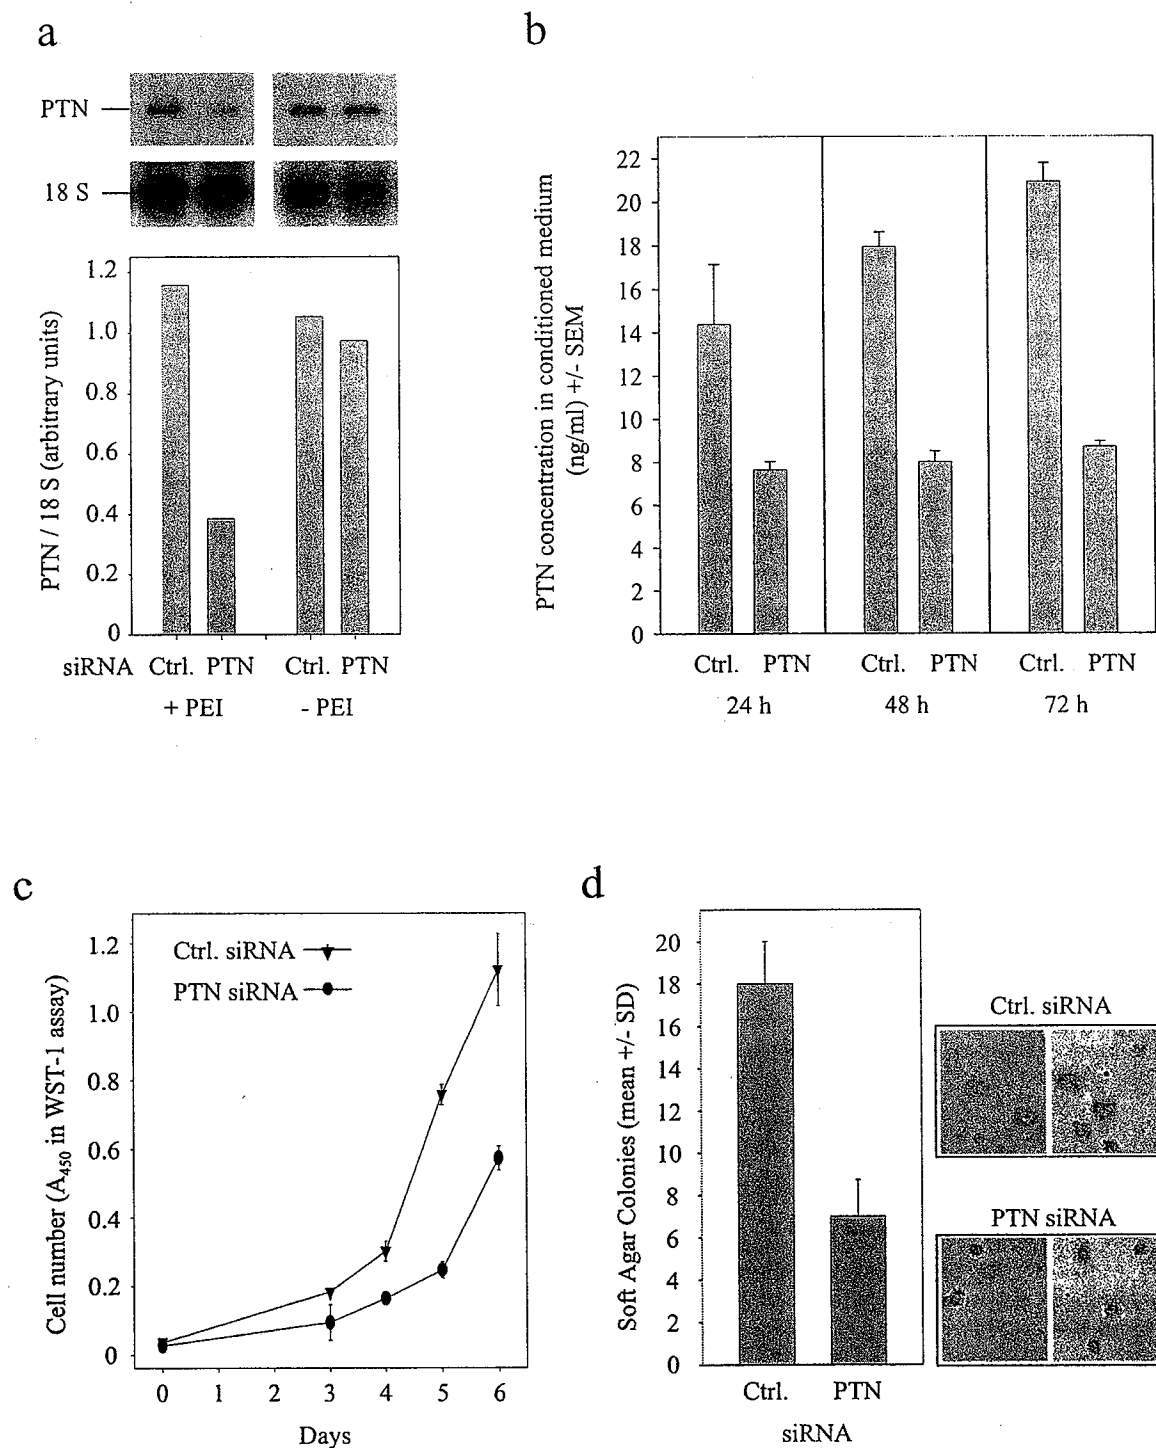 a
PTN
18 S
PTN / 18 S (arbitrary units)
1.2
1.0
0.8
0.6
0.4
0.2
0
siRNA Ctrl. PTN Ctrl. PTN
+ PEI - PEI
b
PTN concentration in conditioned medium
(ng/ml) +/- SEM
22
20
18
16
14
12
10
8
6
4
2
0
Ctrl. PTN Ctrl. PTN Ctrl. PTN
24 h 48 h 72 h
c
Cell number (A450 in WST-1 assay)
Ctrl. siRNA
PTN siRNA
1.2
1.0
0.8
0.6
0.4
0.2
0
0 1 2 3 4 5 6
Days
d
Soft Agar Colonies (mean +/- SD)
20
18
16
14
12
10
8
6
4
2
0
Ctrl. PTN
siRNA
Ctrl. siRNA
PTN siRNA